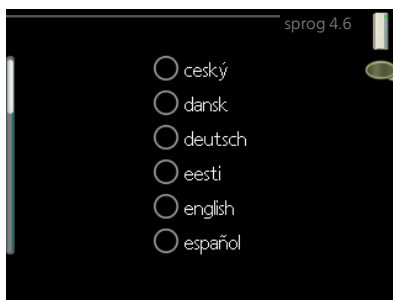 sprog 4.6
ceský
dansk
deutsch
eesti
english
español